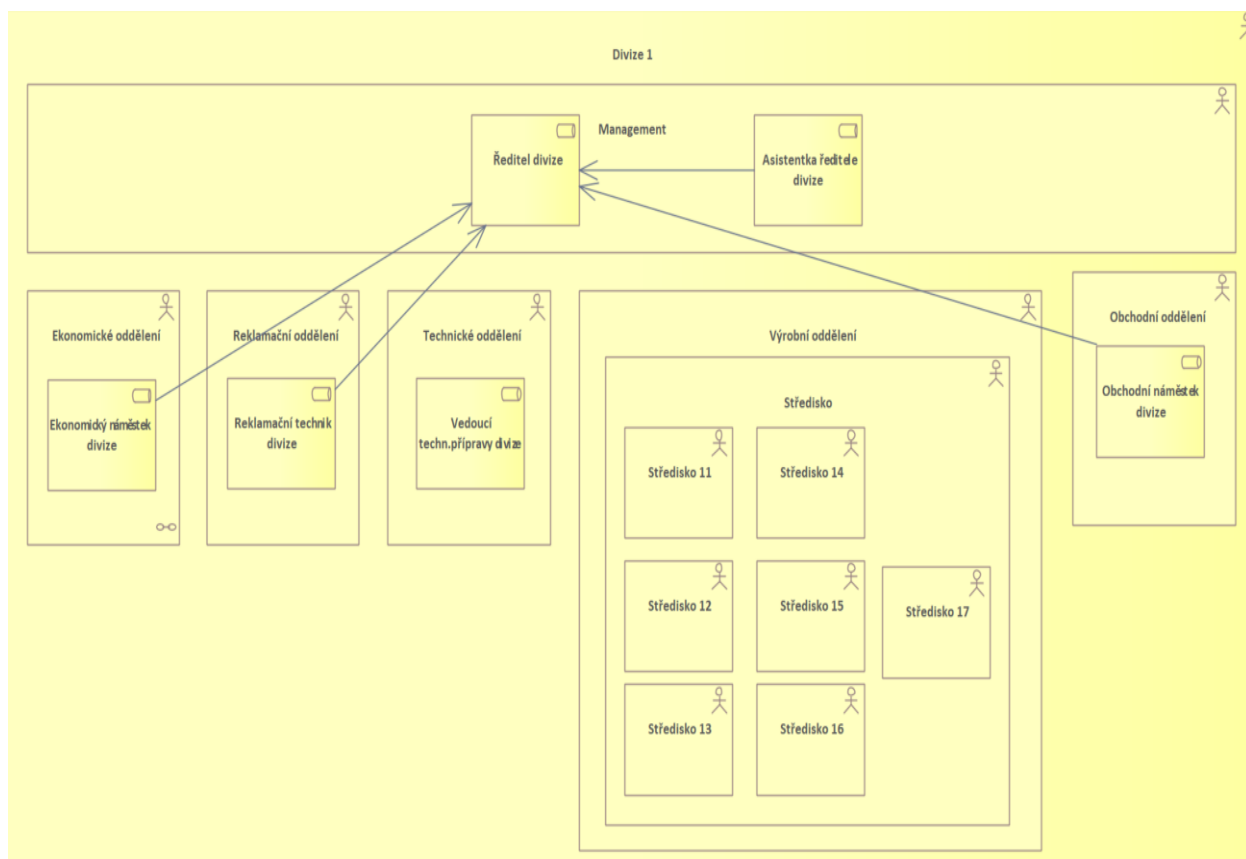 Divize 1
Management
Ředitel divize
Asistentka ředitele
divize
Ekonomické oddělení
Ekonomický náměstek
divize
Reklamační oddělení
Reklamační technik
divize
Technické oddělení
Vedoucí
techn.přípravy divize
Výrobní oddělení
Středisko
Středisko 11
Středisko 14
Středisko 12
Středisko 15
Středisko 17
Středisko 13
Středisko 16
Obchodní oddělení
Obchodní náměstek
divize